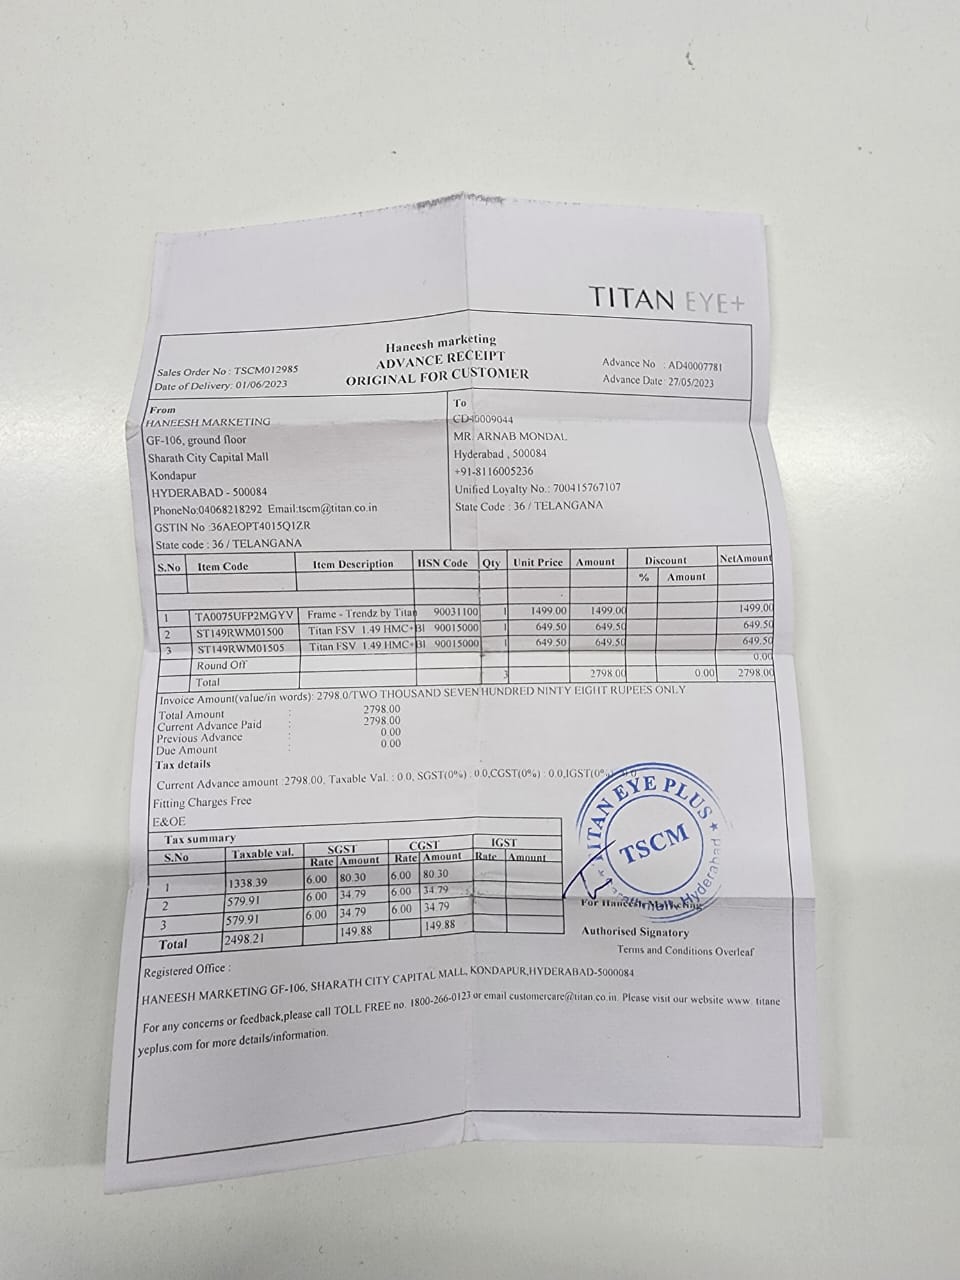 TITAN EYE+
Haneesh marketing
ADVANCE RECEIPT
ORIGINAL FOR CUSTOMER
Sales Order No : TSCM012985
Date of Delivery: 01/06/2023
Advance No : AD40007781
Advance Date: 27/05/2023
From
HANEESH MARKETING
GF-106, ground floor
Sharath City Capital Mall
Kondapur
HYDERABAD - 500084
PhoneNo:04068218292 Email:tscm@titan.co.in
GSTIN No :36AEOPT4015Q1ZR
State code : 36 / TELANGANA
To
CD40009044
MR. ARNAB MONDAL
Hyderabad , 500084
+91-8116005236
Unified Loyalty No.: 700415767107
State Code : 36 / TELANGANA
S.No Item Code Item Description HSN Code Qty Unit Price Amount Discount NetAmount
% Amount
1 TA0075UFP2MGYV Frame - Trendz by Titan 90031100 1 1499.00 1499.00 1499.00
2 ST149RWM01500 Titan FSV 1.49 HMC+Bl 90015000 1 649.50 649.50 649.50
3 ST149RWM01505 Titan FSV 1.49 HMC+Bl 90015000 1 649.50 649.50 649.50
Round Off 0.00
Total 3 2798.00 0.00 2798.00
Invoice Amount(value/in words): 2798.0/TWO THOUSAND SEVEN HUNDRED NINTY EIGHT RUPEES ONLY
Total Amount : 2798.00
Current Advance Paid : 2798.00
Previous Advance : 0.00
Due Amount : 0.00
Tax details
Current Advance amount :2798.00, Taxable Val. : 0.0, SGST(0%) : 0.0,CGST(0%) : 0.0,IGST(0%) : 0.0
Fitting Charges Free
E&OE
Tax summary
S.No Taxable val. SGST CGST IGST
Rate Amount Rate Amount Rate Amount
1 1338.39 6.00 80.30 6.00 80.30
2 579.91 6.00 34.79 6.00 34.79
3 579.91 6.00 34.79 6.00 34.79
Total 2498.21 149.88 149.88
TITAN EYE PLUS
TSCM
Hyderabad
For Haneesh Marketing
Authorised Signatory
Terms and Conditions Overleaf
Registered Office :
HANEESH MARKETING GF-106, SHARATH CITY CAPITAL MALL, KONDAPUR,HYDERABAD-5000084
For any concerns or feedback,please call TOLL FREE no. 1800-266-0123 or email customercare@titan.co.in. Please visit our website www. titane
yeplus.com for more details/information.